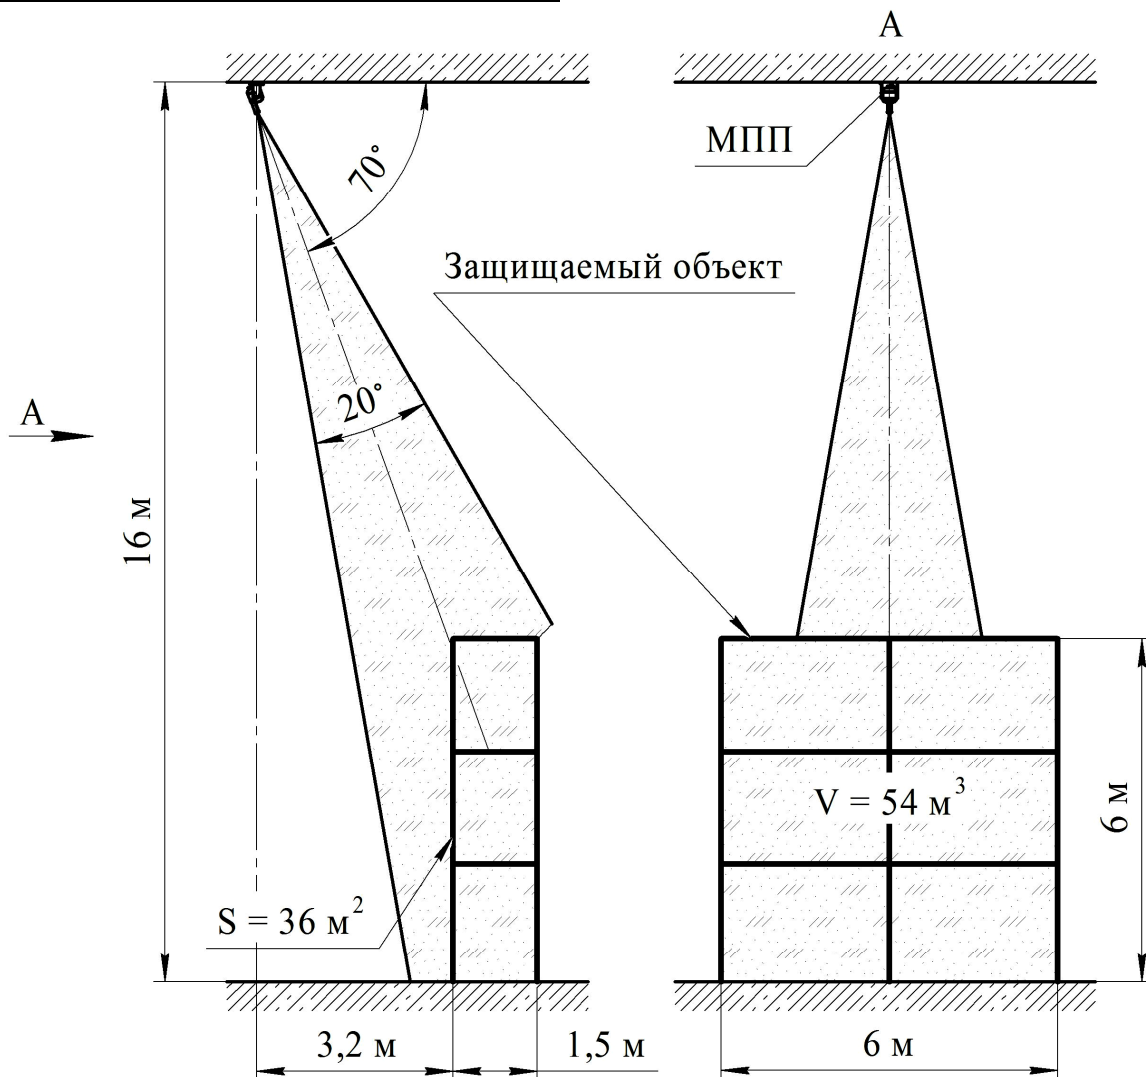 А
МПП
70°
Защищаемый объект
20°
А
16 м
V = 54 м³
6 м
S = 36 м²
3,2 м
1,5 м
6 м